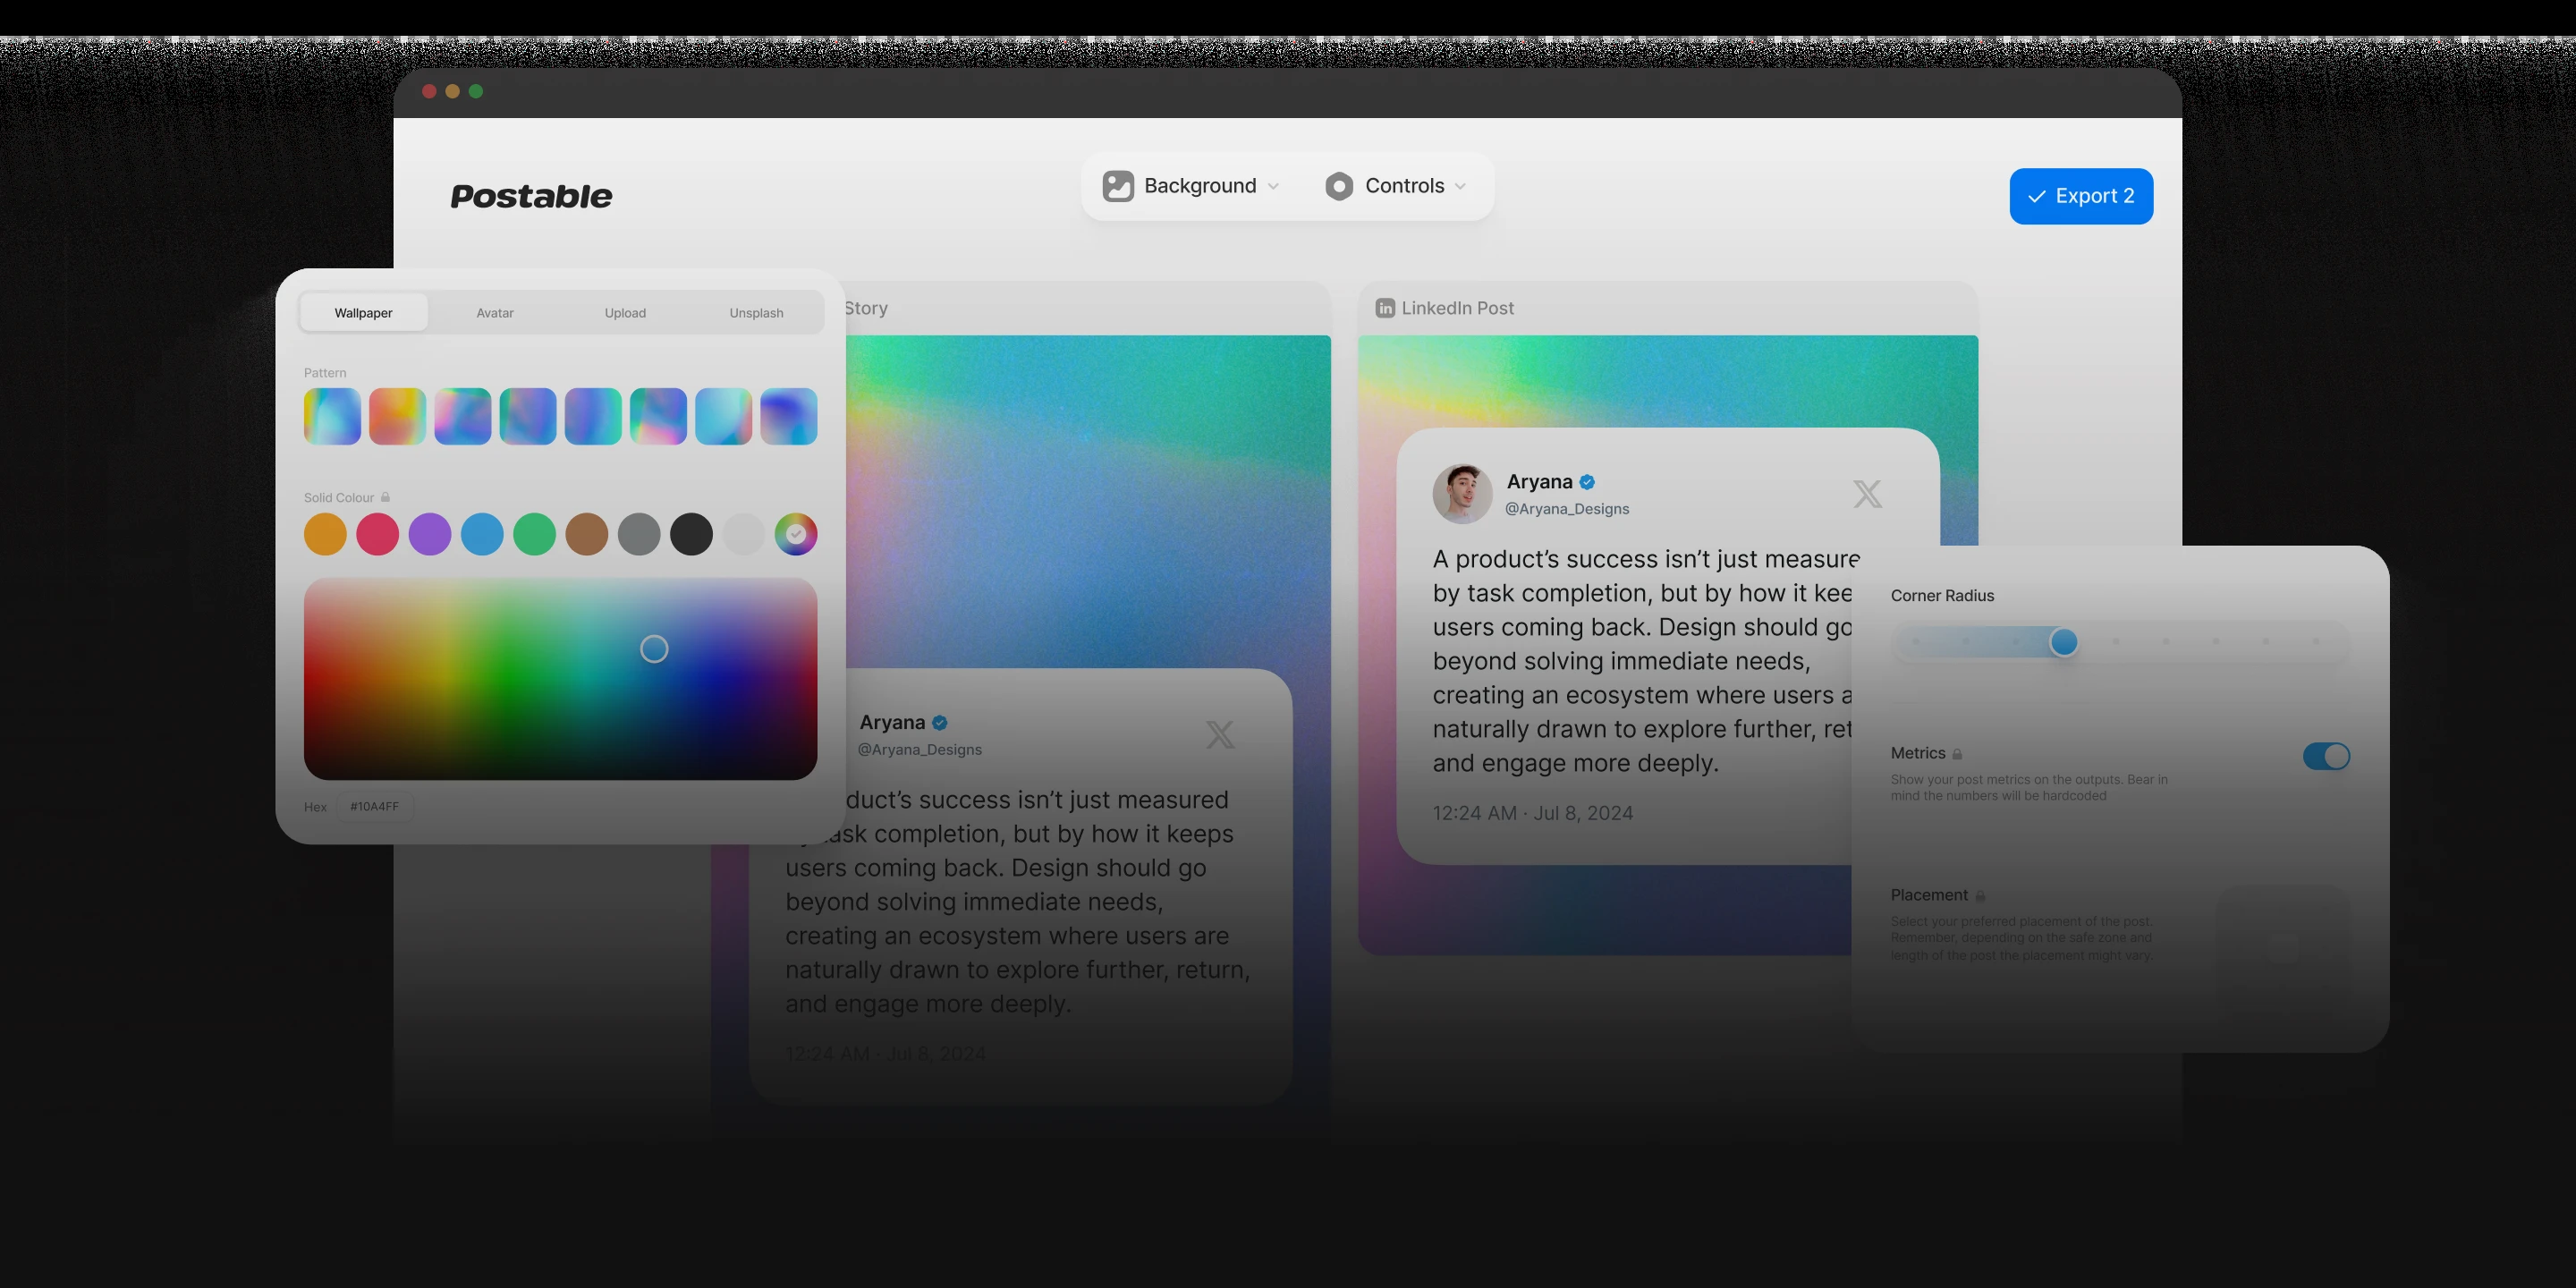 Postable
Background
Controls
Export 2
Wallpaper
Avatar
Upload
Unsplash
Pattern
Solid Colour
Hex
#10A4FF
Story
Aryana
@Aryana_Designs
duct’s success isn’t just measured
ask completion, but by how it keeps
users coming back. Design should go
beyond solving immediate needs,
creating an ecosystem where users are
naturally drawn to explore further, return,
and engage more deeply.
12:24 AM · Jul 8, 2024
in LinkedIn Post
Aryana
@Aryana_Designs
A product’s success isn’t just measure
by task completion, but by how it kee
users coming back. Design should go
beyond solving immediate needs,
creating an ecosystem where users a
naturally drawn to explore further, ret
and engage more deeply.
12:24 AM · Jul 8, 2024
Corner Radius
Metrics
Show your post metrics on the outputs. Bear in
mind the numbers will be hardcoded
Placement
Select your preferred placement of the post.
Remember, depending on the safe zone and
length of the post the placement might vary.